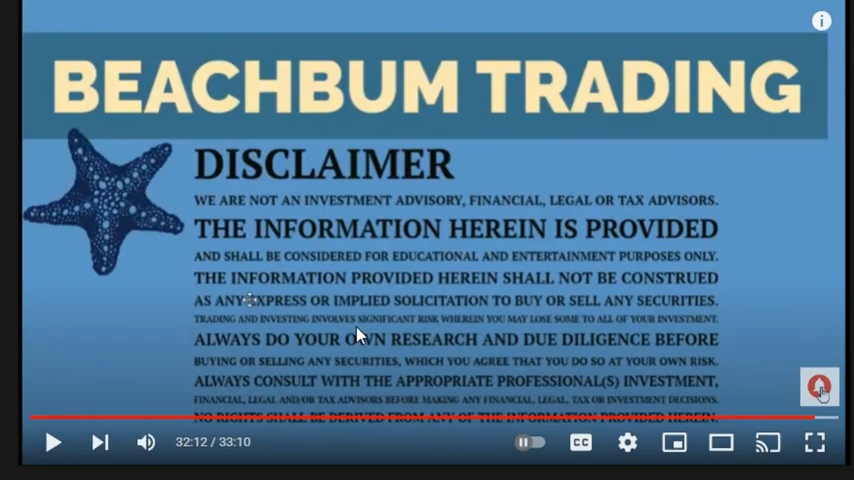 BEACHBUM TRADING
DISCLAIMER
WE ARE NOT AN INVESTMENT ADVISORY, FINANCIAL, LEGAL OR TAX ADVISORS.
THE INFORMATION HEREIN IS PROVIDED
AND SHALL BE CONSIDERED FOR EDUCATIONAL AND ENTERTAINMENT PURPOSES ONLY.
THE INFORMATION PROVIDED HEREIN SHALL NOT BE CONSTRUED
AS ANY EXPRESS OR IMPLIED SOLICITATION TO BUY OR SELL ANY SECURITIES.
TRADING AND INVESTING INVOLVES SIGNIFICANT RISK WHEREIN YOU MAY LOSE SOME TO ALL OF YOUR INVESTMENT.
ALWAYS DO YOUR OWN RESEARCH AND DUE DILIGENCE BEFORE
BUYING OR SELLING ANY SECURITIES, WHICH YOU AGREE THAT YOU DO SO AT YOUR OWN RISK.
ALWAYS CONSULT WITH THE APPROPRIATE PROFESSIONAL(S) INVESTMENT,
FINANCIAL, LEGAL AND/OR TAX ADVISORS BEFORE MAKING ANY FINANCIAL, LEGAL, TAX OR INVESTMENT DECISIONS.
NO RIGHTS SHALL BE DERIVED FROM ANY OF THE INFORMATION PROVIDED HEREIN.
32:12 / 33:10
CC